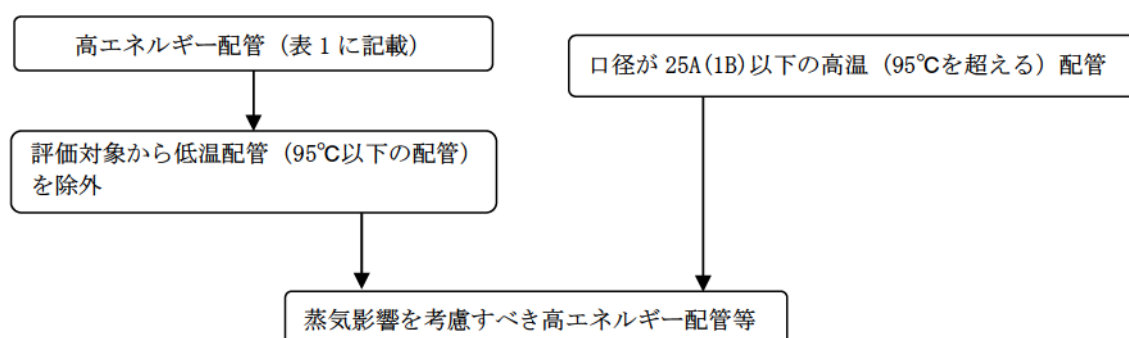 高エネルギー配管（表 1 に記載）
口径が 25A(1B)以下の高温（95℃を超える）配管
評価対象から低温配管（95℃以下の配管）
を除外
蒸気影響を考慮すべき高エネルギー配管等